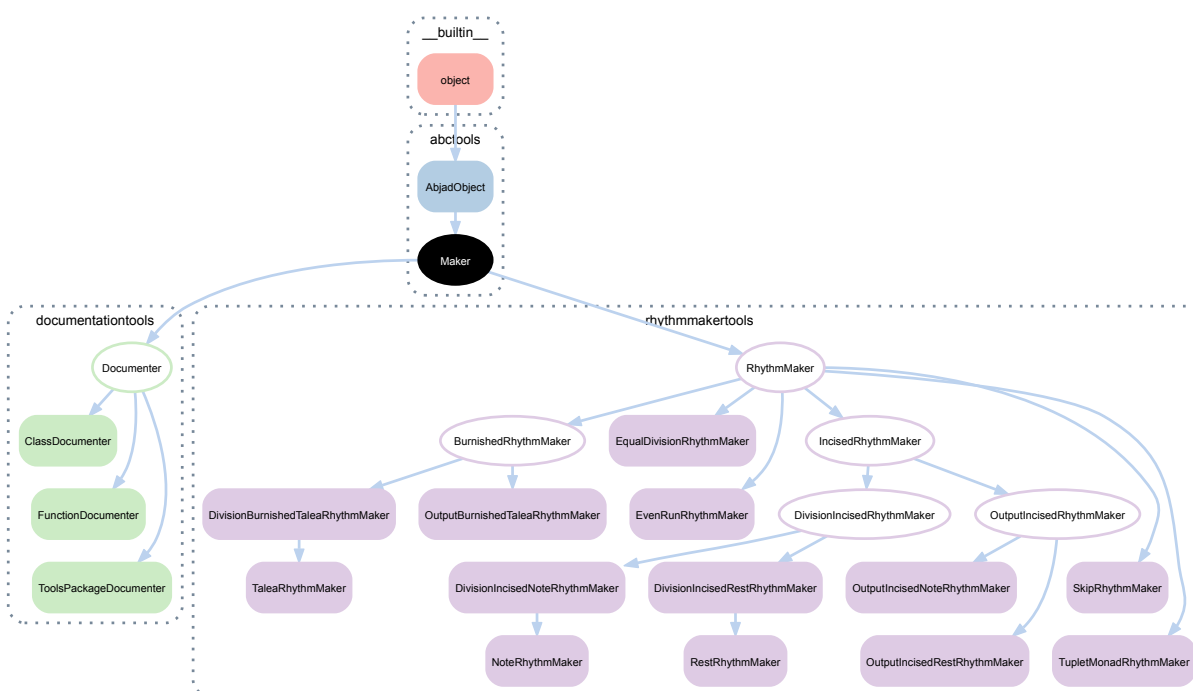 __builtin__
object
abctools
AbjadObject
Maker
documentationtools
rhythmmakertools
Documenter
RhythmMaker
ClassDocumenter
BurnishedRhythmMaker
EqualDivisionRhythmMaker
IncisedRhythmMaker
FunctionDocumenter
DivisionBurnishedTaleaRhythmMaker
OutputBurnishedTaleaRhythmMaker
EvenRunRhythmMaker
DivisionIncisedRhythmMaker
OutputIncisedRhythmMaker
ToolsPackageDocumenter
TaleaRhythmMaker
DivisionIncisedNoteRhythmMaker
DivisionIncisedRestRhythmMaker
OutputIncisedNoteRhythmMaker
SkipRhythmMaker
NoteRhythmMaker
RestRhythmMaker
OutputIncisedRestRhythmMaker
TupletMonadRhythmMaker